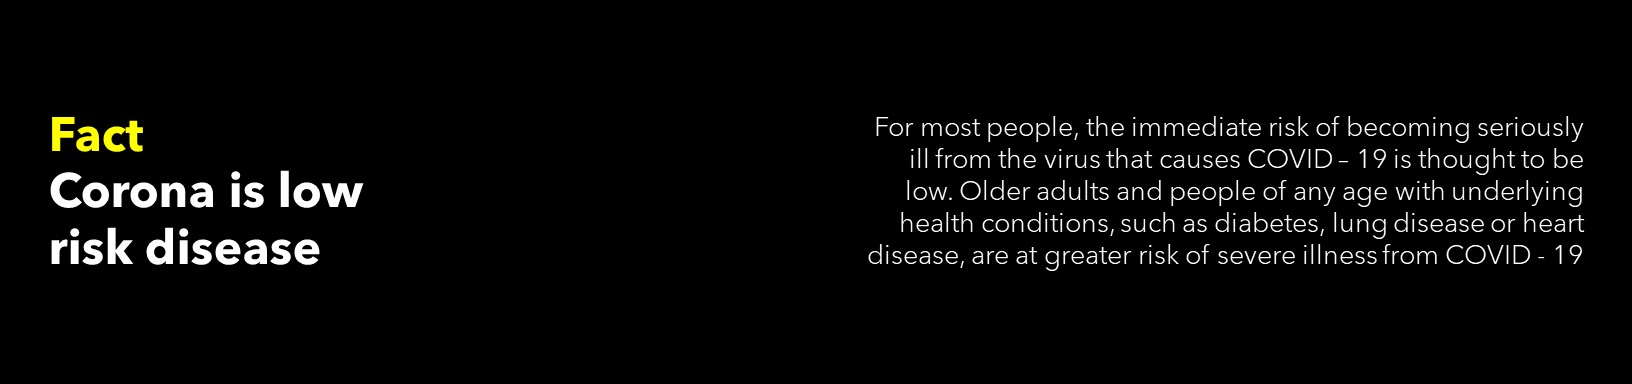 Fact
Corona is low
risk disease
For most people, the immediate risk of becoming seriously
ill from the virus that causes COVID – 19 is thought to be
low. Older adults and people of any age with underlying
health conditions, such as diabetes, lung disease or heart
disease, are at greater risk of severe illness from COVID - 19